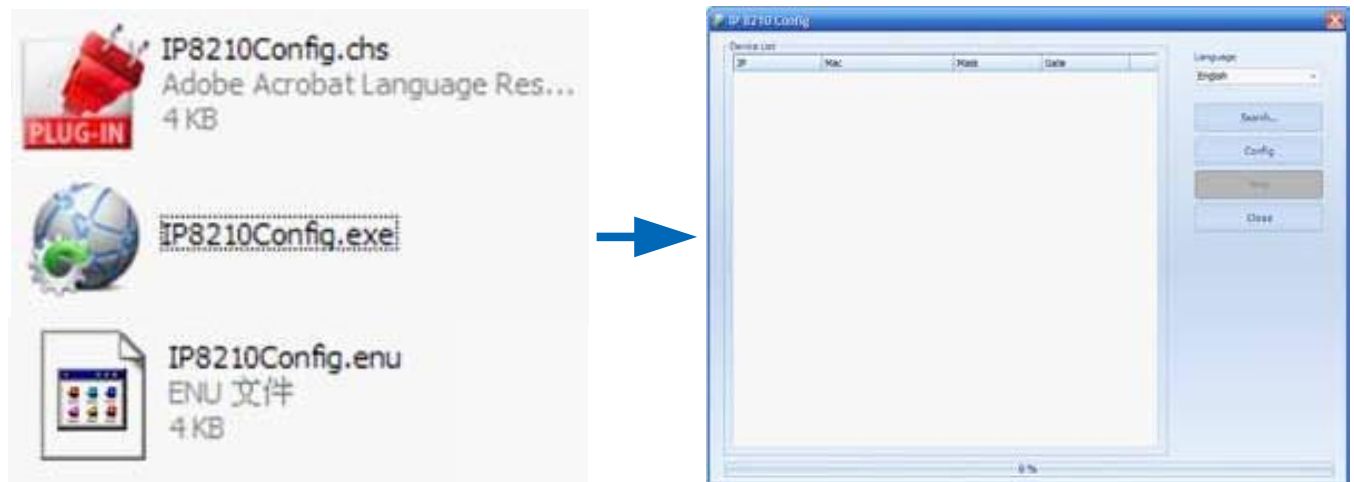 IP8210Config.chs
Adobe Acrobat Language Res...
4 KB
PLUG-IN
IP8210Config.exe
IP8210Config.enu
ENU 文件
4 KB
IP 8210 Config
Device List
IP Mac Mask Gate
Language
English
Search...
Config
Close
0 %